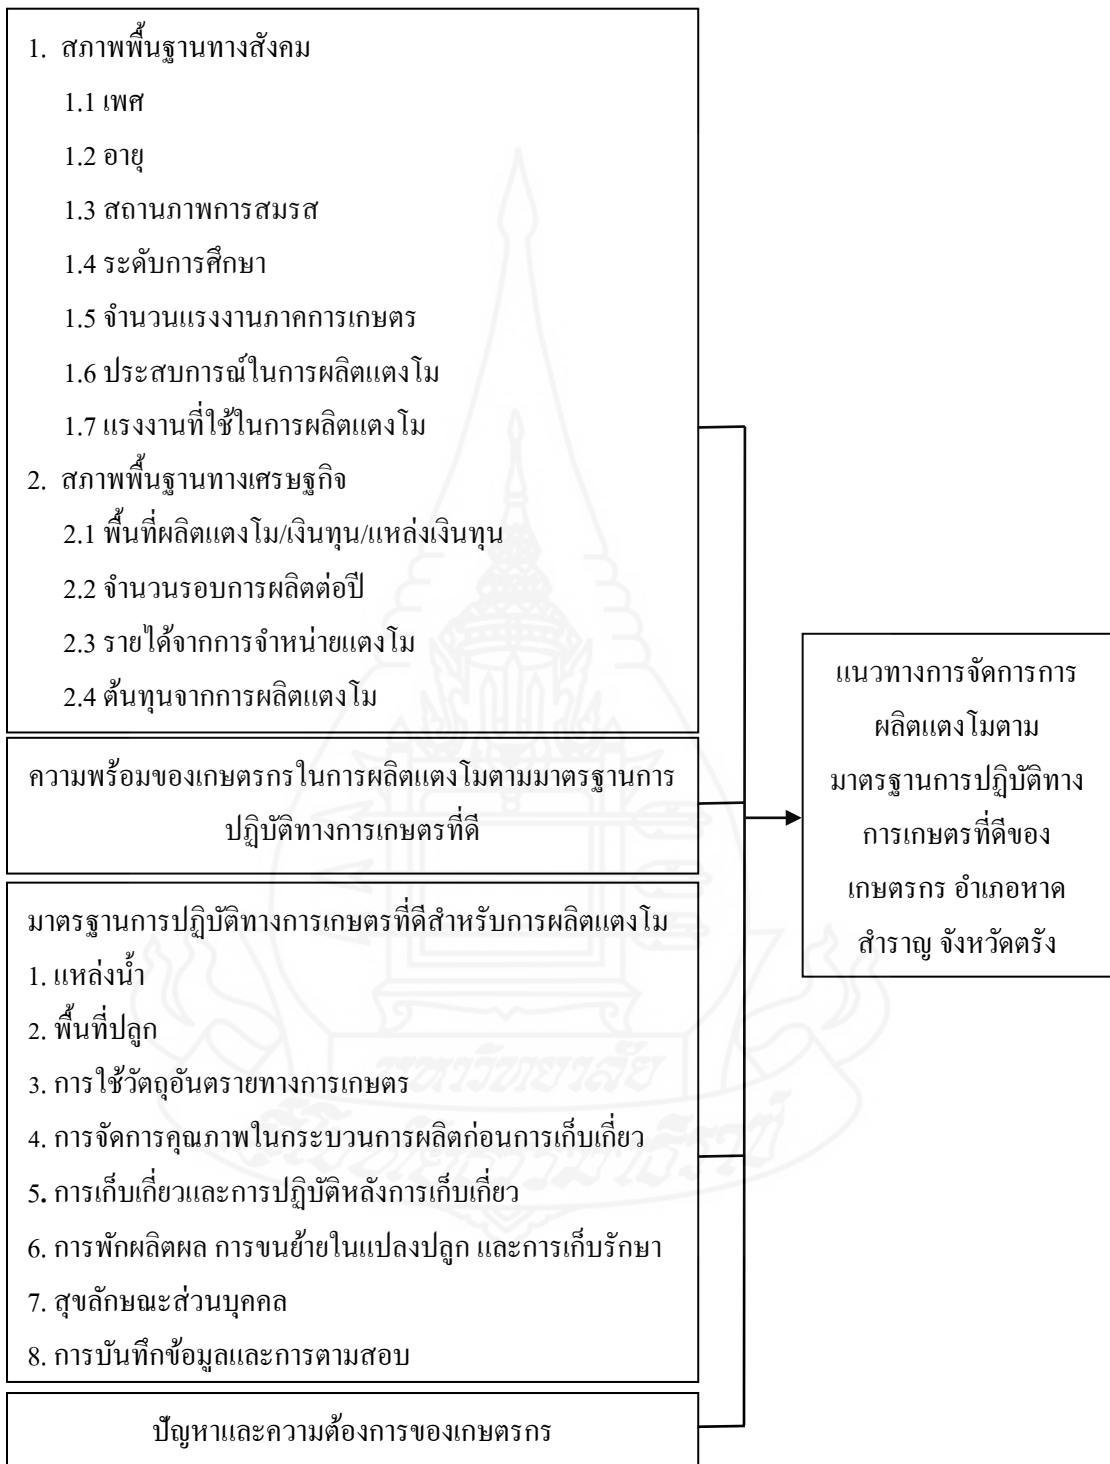 1. สภาพพื้นฐานทางสังคม
1.1 เพศ
1.2 อายุ
1.3 สถานภาพการสมรส
1.4 ระดับการศึกษา
1.5 จำนวนแรงงานภาคการเกษตร
1.6 ประสบการณ์ในการผลิตแตงโม
1.7 แรงงานที่ใช้ในการผลิตแตงโม
2. สภาพพื้นฐานทางเศรษฐกิจ
2.1 พื้นที่ผลิตแตงโม/เงินทุน/แหล่งเงินทุน
2.2 จำนวนรอบการผลิตต่อปี
2.3 รายได้จากการจำหน่ายแตงโม
2.4 ต้นทุนจากการผลิตแตงโม
ความพร้อมของเกษตรกรในการผลิตแตงโมตามมาตรฐานการ
ปฏิบัติทางการเกษตรที่ดี
มาตรฐานการปฏิบัติทางการเกษตรที่ดีสำหรับการผลิตแตงโม
1. แหล่งน้ำ
2. พื้นที่ปลูก
3. การใช้วัตถุอันตรายทางการเกษตร
4. การจัดการคุณภาพในกระบวนการผลิตก่อนการเก็บเกี่ยว
5. การเก็บเกี่ยวและการปฏิบัติหลังการเก็บเกี่ยว
6. การพักผลิตผล การขนย้ายในแปลงปลูก และการเก็บรักษา
7. สุขลักษณะส่วนบุคคล
8. การบันทึกข้อมูลและการตามสอบ
ปัญหาและความต้องการของเกษตรกร
แนวทางการจัดการการ
ผลิตแตงโมตาม
มาตรฐานการปฏิบัติทาง
การเกษตรที่ดีของ
เกษตรกร อำเภอหาด
สำราญ จังหวัดตรัง
มหาวิทยาลัย
สุโขทัยธรรมาธิราช